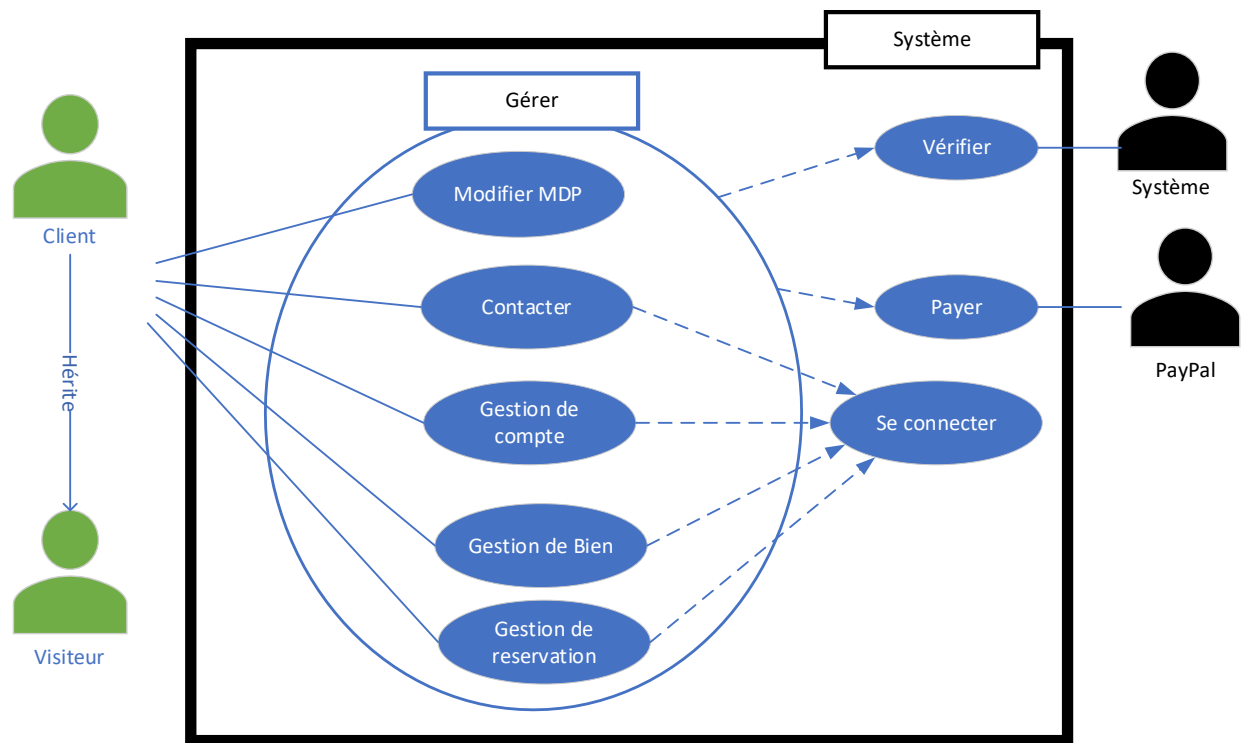 Système
Gérer
Client
Modifier MDP
Vérifier
Système
Contacter
Payer
PayPal
Hérite
Gestion de
compte
Se connecter
Gestion de Bien
Gestion de
reservation
Visiteur